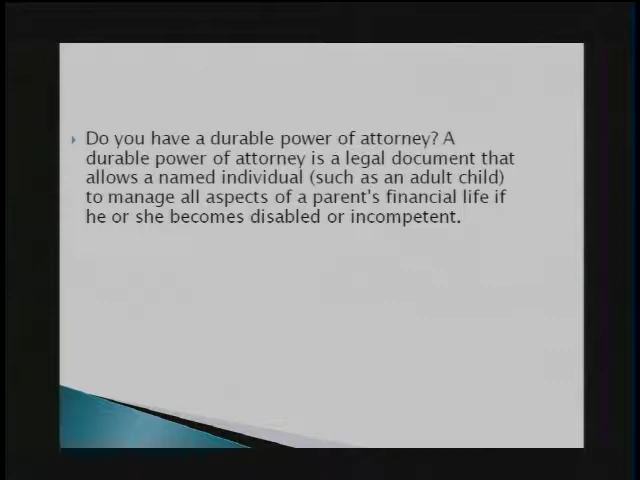 Do you have a durable power of attorney? A
durable power of attorney is a legal document that
allows a named individual (such as an adult child)
to manage all aspects of a parent's financial life if
he or she becomes disabled or incompetent.